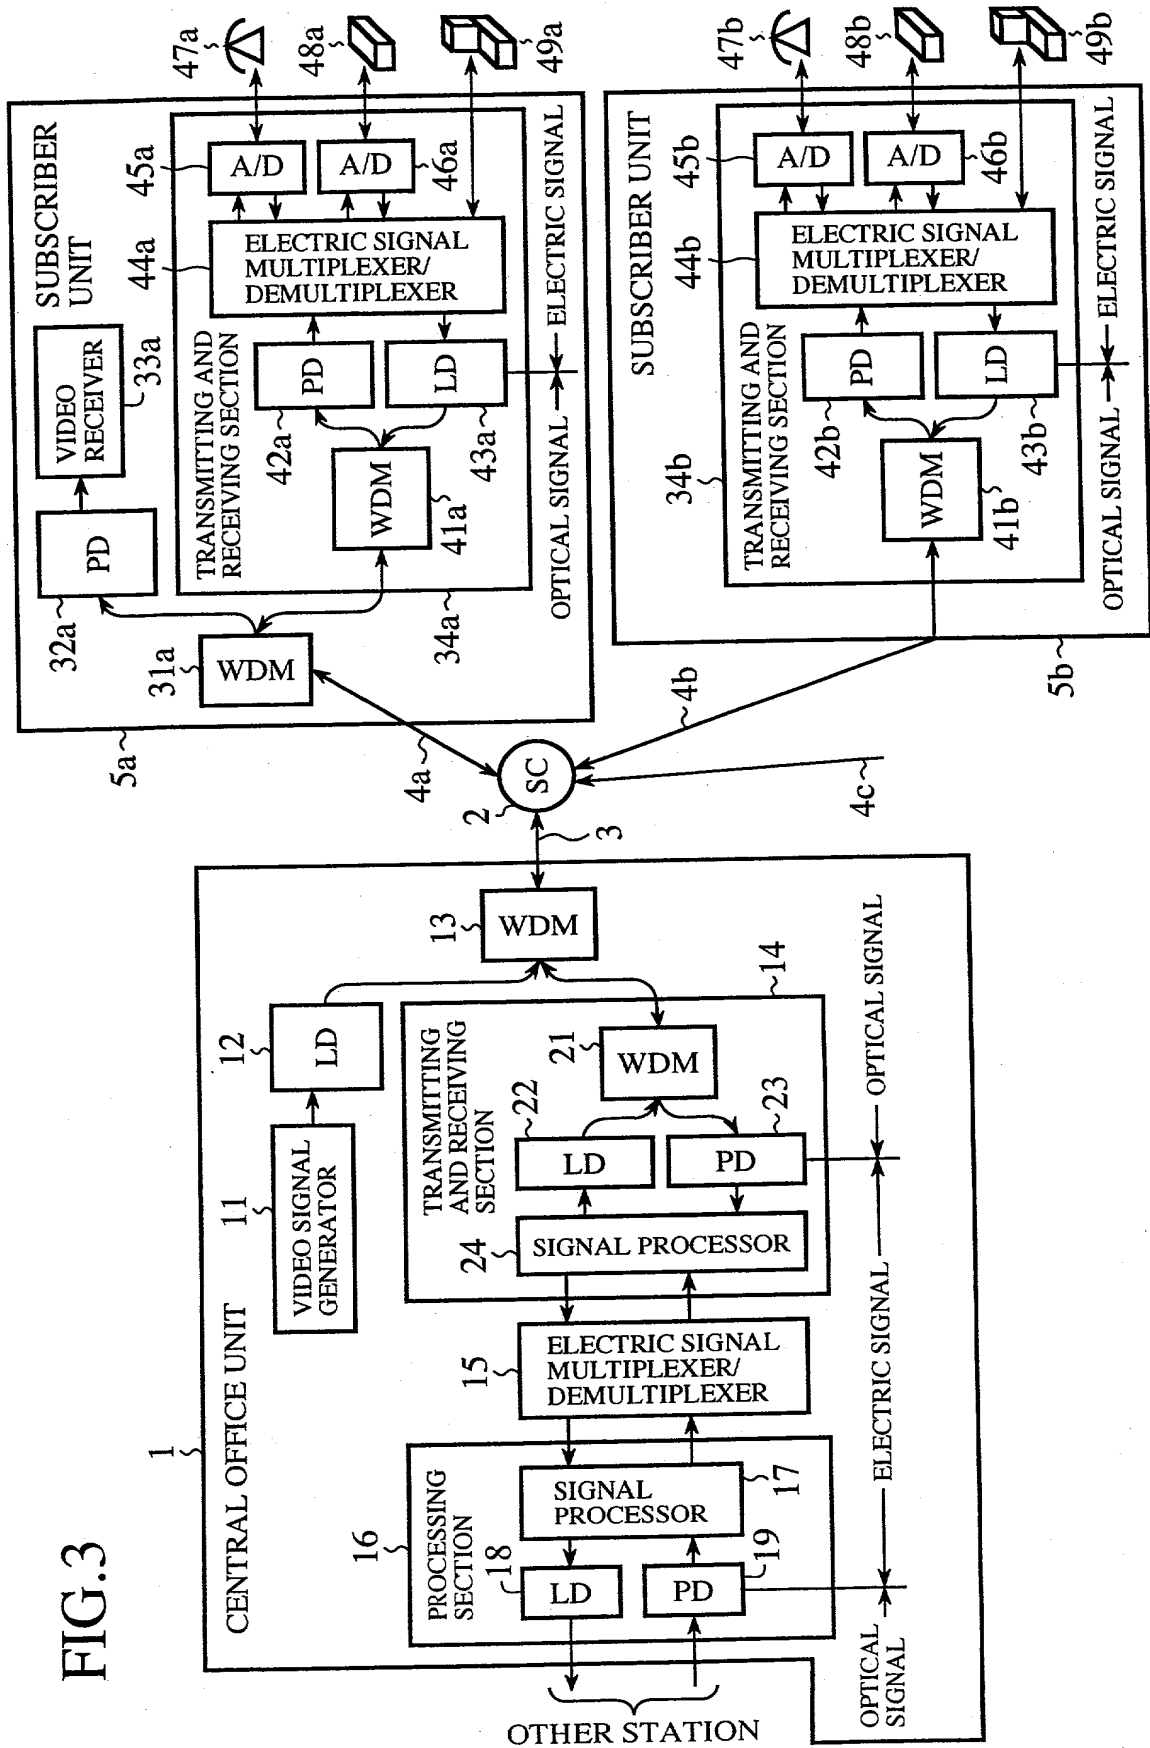 FIG.3
1
CENTRAL OFFICE UNIT
11
VIDEO SIGNAL
GENERATOR
12
LD
13
WDM
14
TRANSMITTING
AND RECEIVING
SECTION
21
WDM
22
LD
23
PD
24
SIGNAL PROCESSOR
15
ELECTRIC SIGNAL
MULTIPLEXER/
DEMULTIPLEXER
16
PROCESSING
SECTION
17
SIGNAL
PROCESSOR
18
LD
19
PD
OTHER STATION
OPTICAL
SIGNAL
ELECTRIC SIGNAL
OPTICAL SIGNAL
3
2
SC
4a
4b
4c
5a
SUBSCRIBER
UNIT
31a
WDM
32a
PD
33a
VIDEO
RECEIVER
34a
TRANSMITTING AND
RECEIVING SECTION
41a
WDM
42a
PD
43a
LD
44a
ELECTRIC SIGNAL
MULTIPLEXER/
DEMULTIPLEXER
45a
A/D
46a
A/D
47a
48a
49a
OPTICAL SIGNAL
ELECTRIC SIGNAL
5b
SUBSCRIBER UNIT
34b
TRANSMITTING AND
RECEIVING SECTION
41b
WDM
42b
PD
43b
LD
44b
ELECTRIC SIGNAL
MULTIPLEXER/
DEMULTIPLEXER
45b
A/D
46b
A/D
47b
48b
49b
OPTICAL SIGNAL
ELECTRIC SIGNAL